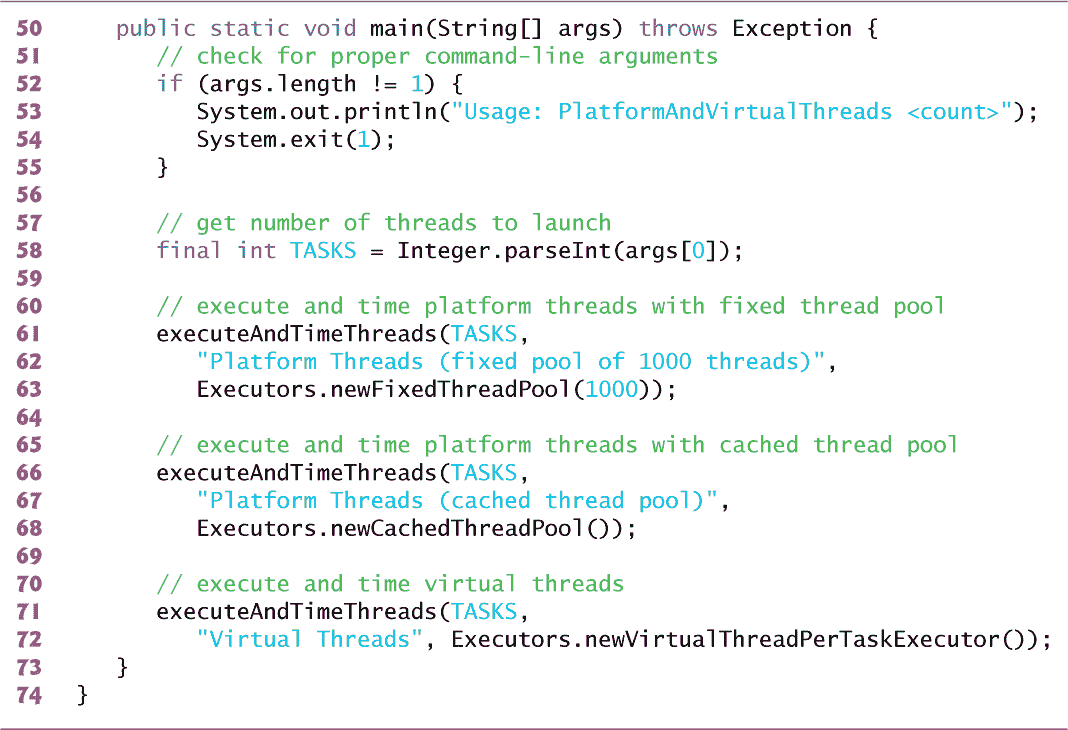 50 public static void main(String[] args) throws Exception {
51 // check for proper command-line arguments
52 if (args.length != 1) {
53 System.out.println("Usage: PlatformAndVirtualThreads <count>");
54 System.exit(1);
55 }
56
57 // get number of threads to launch
58 final int TASKS = Integer.parseInt(args[0]);
59
60 // execute and time platform threads with fixed thread pool
61 executeAndTimeThreads(TASKS,
62 "Platform Threads (fixed pool of 1000 threads)",
63 Executors.newFixedThreadPool(1000));
64
65 // execute and time platform threads with cached thread pool
66 executeAndTimeThreads(TASKS,
67 "Platform Threads (cached thread pool)",
68 Executors.newCachedThreadPool());
69
70 // execute and time virtual threads
71 executeAndTimeThreads(TASKS,
72 "Virtual Threads", Executors.newVirtualThreadPerTaskExecutor());
73 }
74 }